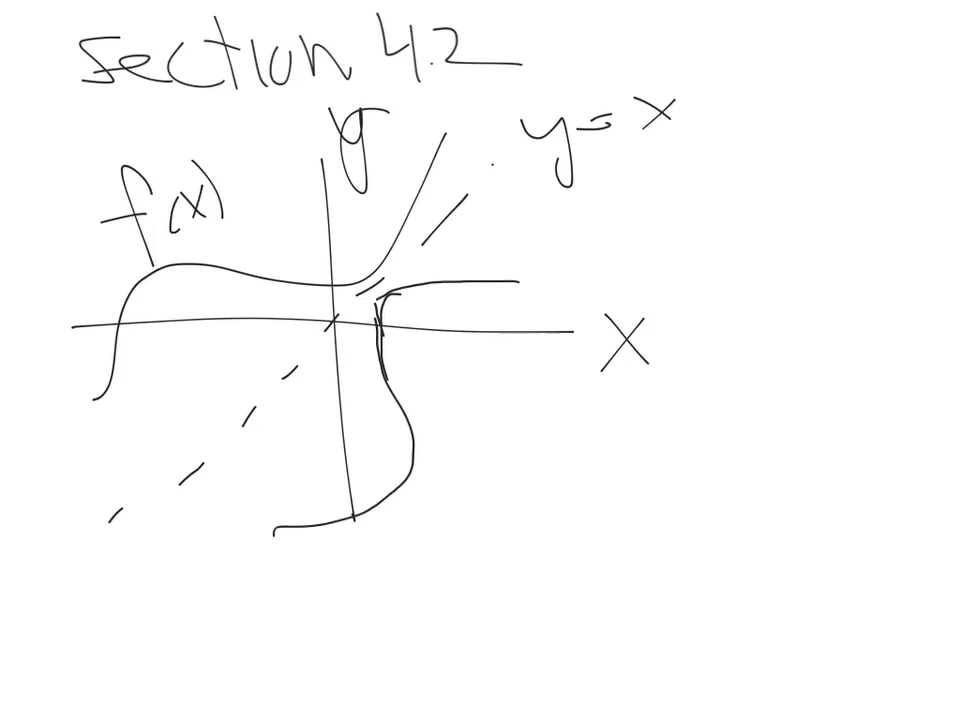 section 4.2
y
y = x
f(x)
X